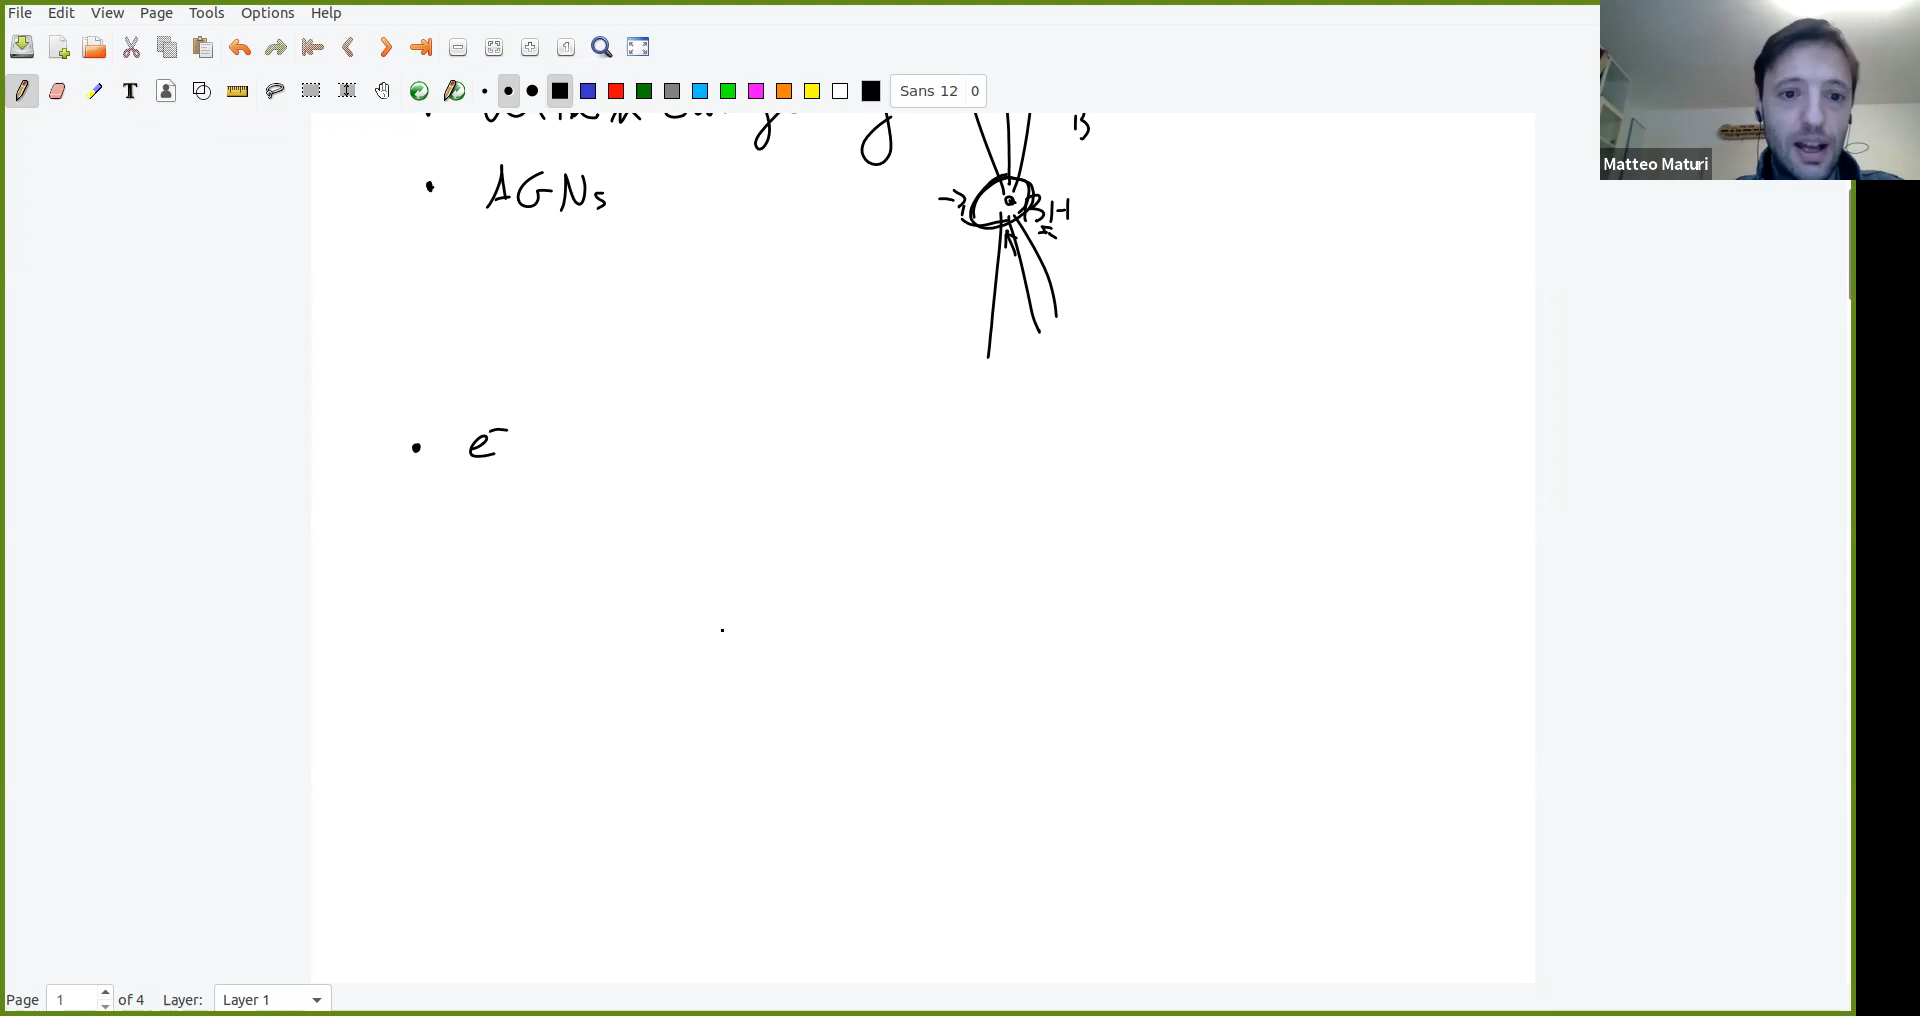 File Edit View Page Tools Options Help
Sans 12 0
Matteo Maturi
B
• AGNs
BH
• e⁻
Page 1 of 4 Layer: Layer 1